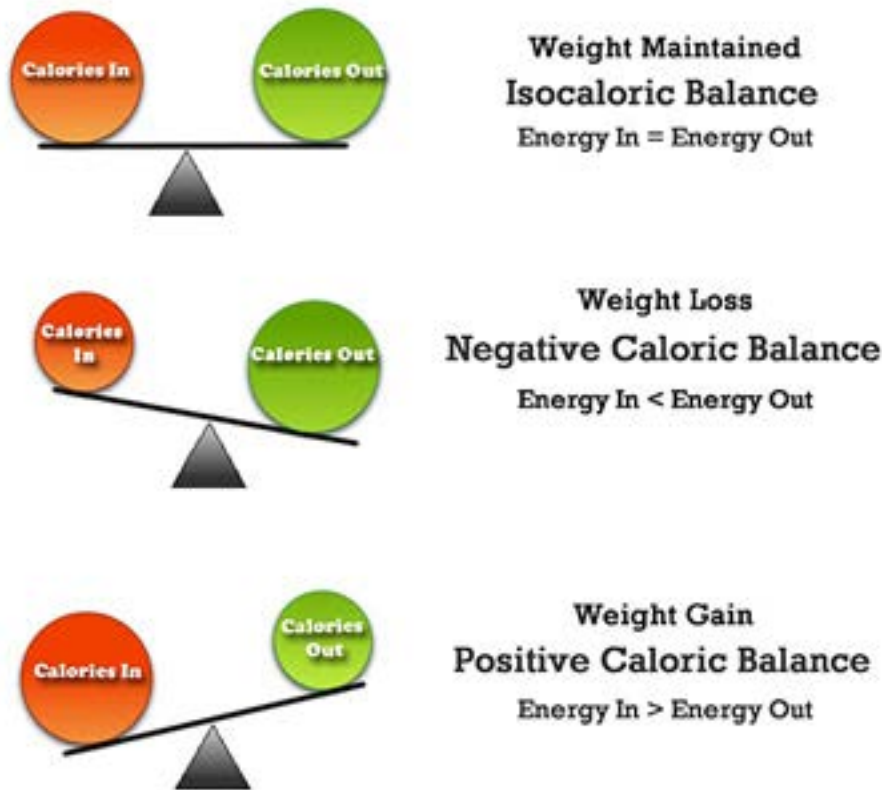 Calories In
Calories Out
Weight Maintained
Isocaloric Balance
Energy In = Energy Out
Calories
In
Calories Out
Weight Loss
Negative Caloric Balance
Energy In < Energy Out
Calories In
Calories
Out
Weight Gain
Positive Caloric Balance
Energy In > Energy Out